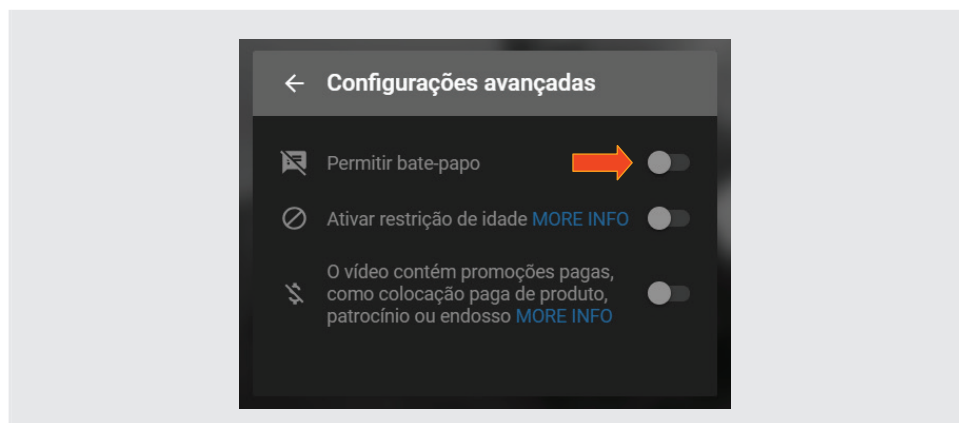 Configurações avançadas
Permitir bate-papo
Ativar restrição de idade MORE INFO
O vídeo contém promoções pagas,
como colocação paga de produto,
patrocínio ou endosso MORE INFO